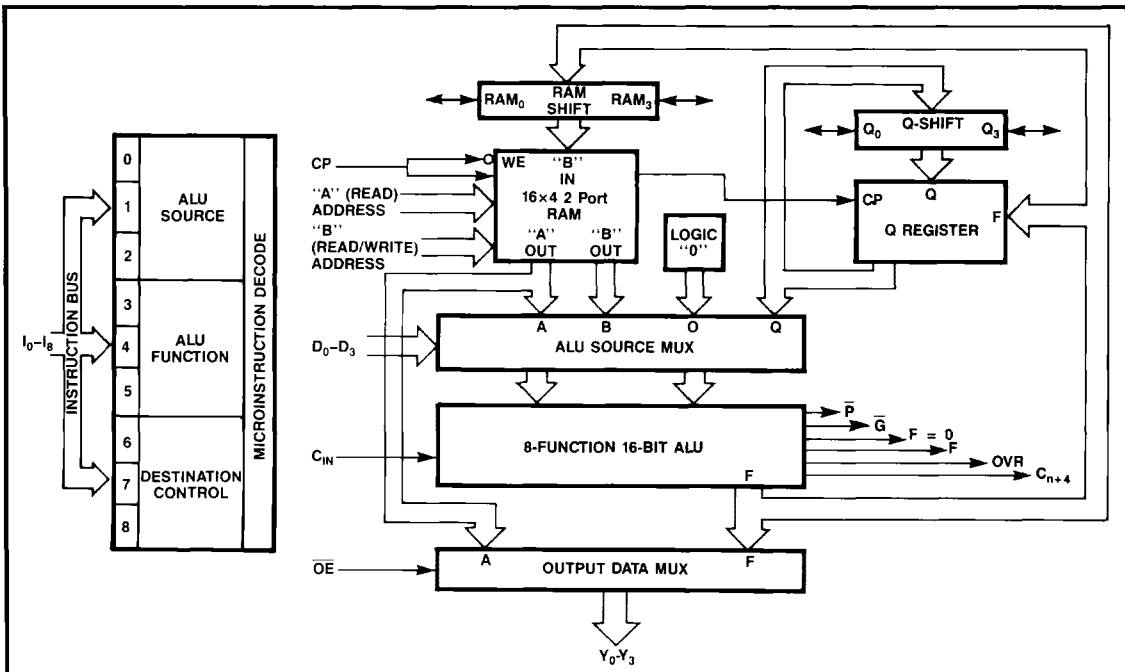 I0–I8
INSTRUCTION BUS
0
1
2
3
4
5
6
7
8
ALU
SOURCE
ALU
FUNCTION
DESTINATION
CONTROL
MICROINSTRUCTION DECODE
RAM0
RAM
SHIFT
RAM3
CP
"A" (READ)
ADDRESS
"B"
(READ/WRITE)
ADDRESS
WE
"B"
IN
16×4 2 Port
RAM
"A"
OUT
"B"
OUT
LOGIC
"0"
Q0
Q-SHIFT
Q3
CP
Q
F
Q REGISTER
D0–D3
A
B
O
Q
ALU SOURCE MUX
CIN
8-FUNCTION 16-BIT ALU
F
P̅
G̅
F = 0
F
OVR
Cn+4
O̅E̅
A
F
OUTPUT DATA MUX
Y0-Y3